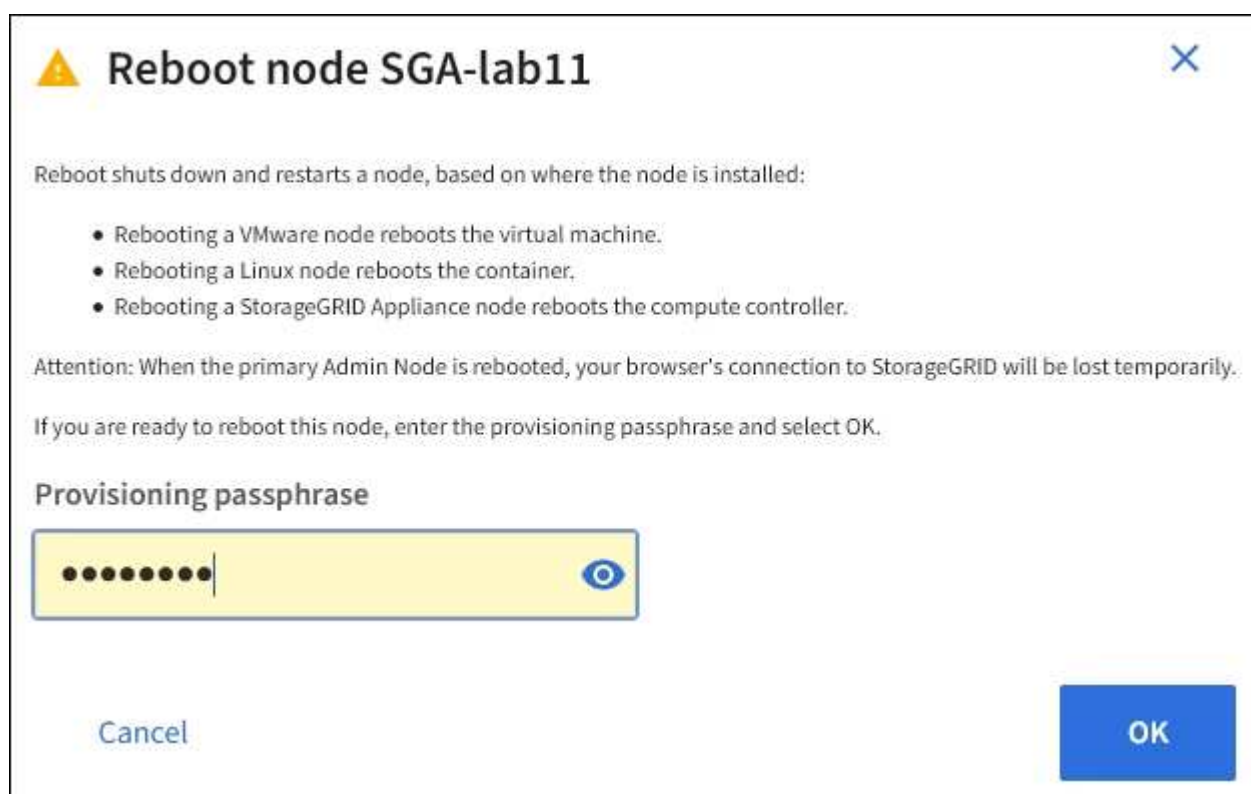 Reboot node SGA-lab11
Reboot shuts down and restarts a node, based on where the node is installed:
• Rebooting a VMware node reboots the virtual machine.
• Rebooting a Linux node reboots the container.
• Rebooting a StorageGRID Appliance node reboots the compute controller.
Attention: When the primary Admin Node is rebooted, your browser's connection to StorageGRID will be lost temporarily.
If you are ready to reboot this node, enter the provisioning passphrase and select OK.
Provisioning passphrase
••••••••
Cancel
OK